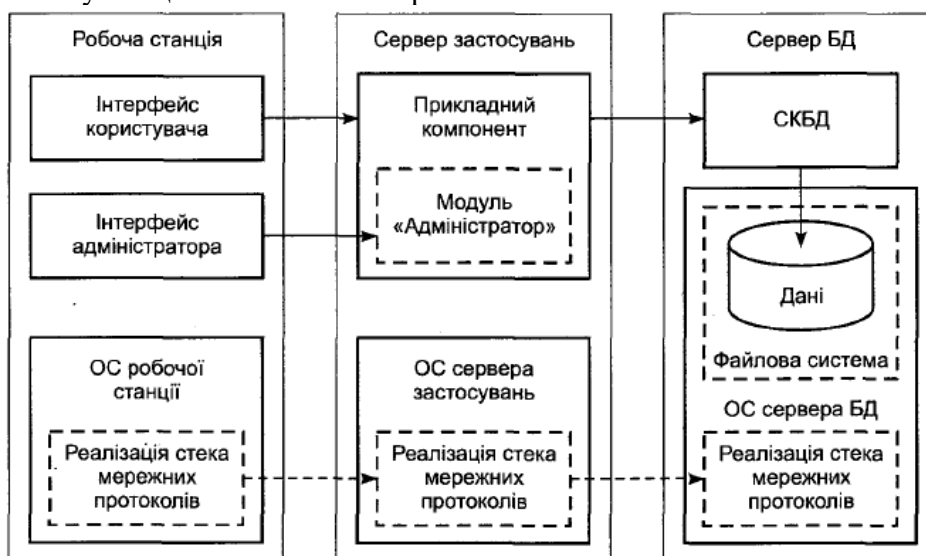 Робоча станція
Інтерфейс
користувача
Інтерфейс
адміністратора
ОС робочої
станції
Реалізація стека
мережних
протоколів
Сервер застосувань
Прикладний
компонент
Модуль
«Адміністратор»
ОС сервера
застосувань
Реалізація стека
мережних
протоколів
Сервер БД
СКБД
Дані
Файлова система
ОС сервера БД
Реалізація стека
мережних
протоколів